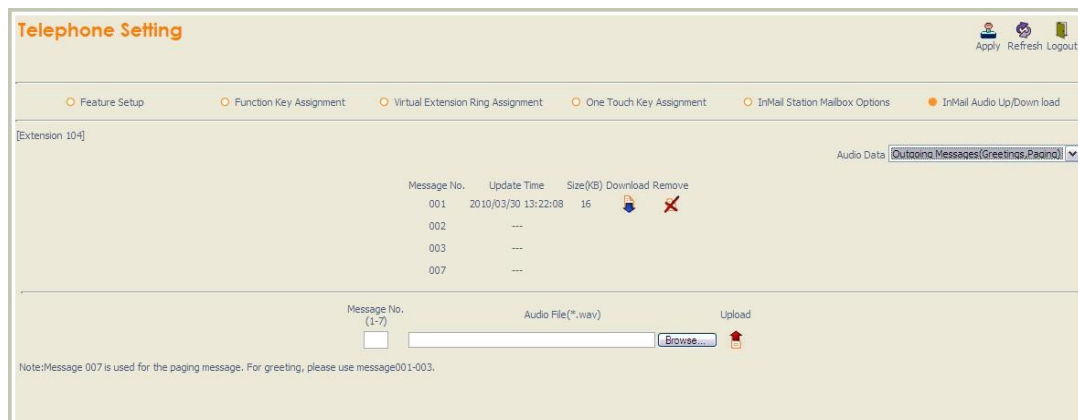 Telephone Setting
Apply Refresh Logout
Feature Setup Function Key Assignment Virtual Extension Ring Assignment One Touch Key Assignment InMail Station Mailbox Options InMail Audio Up/Down load
[Extension 104]
Audio Data Outgoing Messages(Greetings,Paging)
Message No. Update Time Size(KB) Download Remove
001 2010/03/30 13:22:08 16
002 ---
003 ---
007 ---
Message No. Audio File(*.wav) Upload
(1-7)
Browse...
Note:Message 007 is used for the paging message. For greeting, please use message001-003.